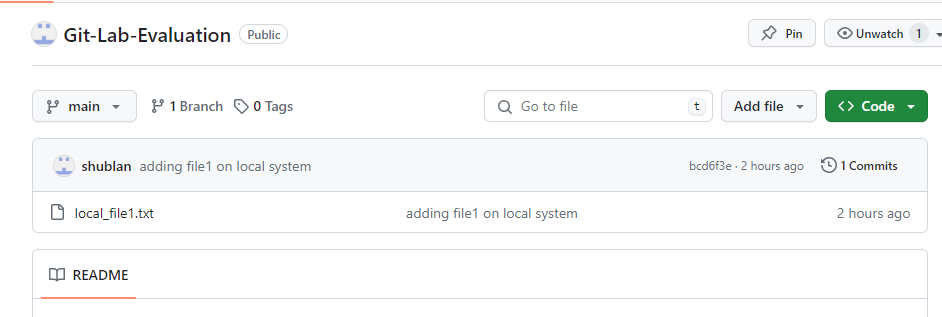 Git-Lab-Evaluation Public Pin Unwatch 1
main 1 Branch 0 Tags Go to file t Add file Code
shublan adding file1 on local system bcd6f3e · 2 hours ago 1 Commits
local_file1.txt adding file1 on local system 2 hours ago
README